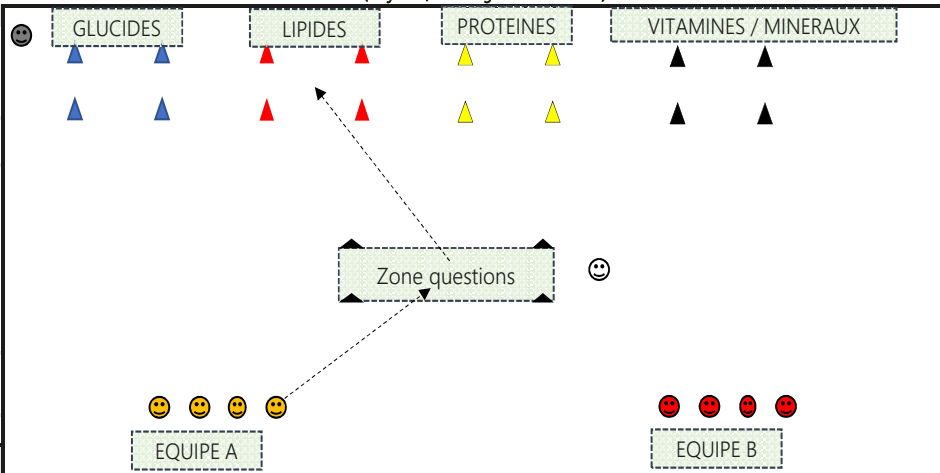 GLUCIDES
LIPIDES
PROTEINES
VITAMINES / MINERAUX
Zone questions
EQUIPE A
EQUIPE B